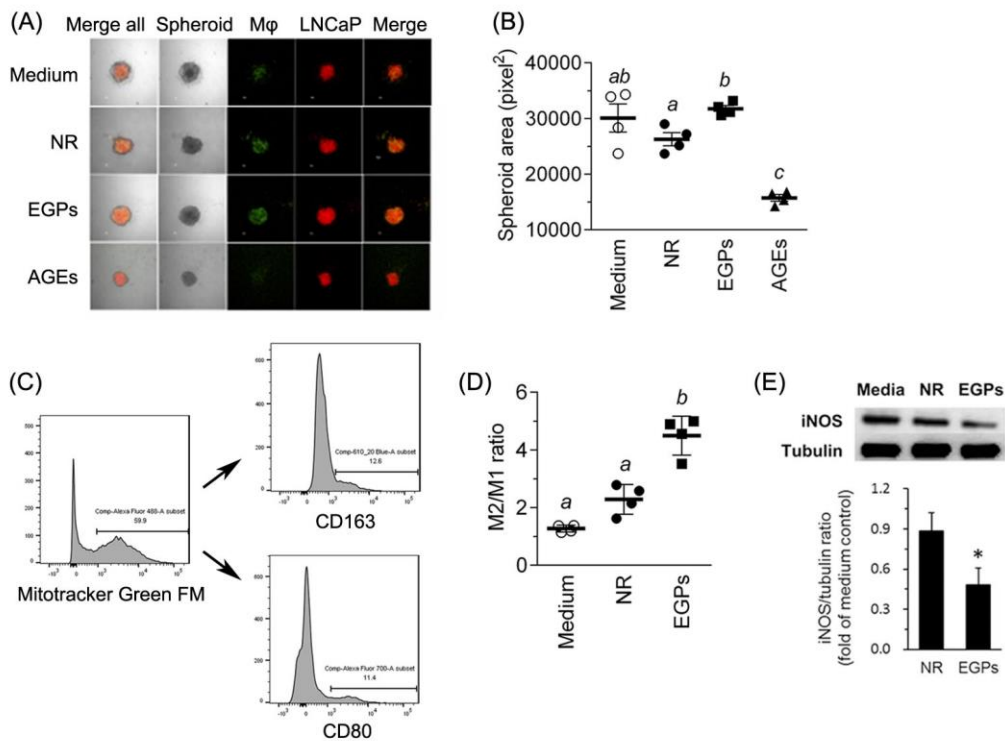 (A)
Merge all Spheroid Mφ LNCaP Merge
Medium
NR
EGPs
AGEs
(B)
Spheroid area (pixel²)
40000
30000
20000
10000
ab
a
b
c
Medium
NR
EGPs
AGEs
(C)
Comp-Alexa Fluor 488-A subset
59.9
Mitotracker Green FM
Comp-610_20 Blue-A subset
12.6
CD163
Comp-Alexa Fluor 700-A subset
11.4
CD80
(D)
M2/M1 ratio
6
4
2
0
a
a
b
Medium
NR
EGPs
(E)
Media NR EGPs
iNOS
Tubulin
iNOS/tubulin ratio
(fold of medium control)
1.2
0.9
0.6
0.3
0.0
*
NR EGPs